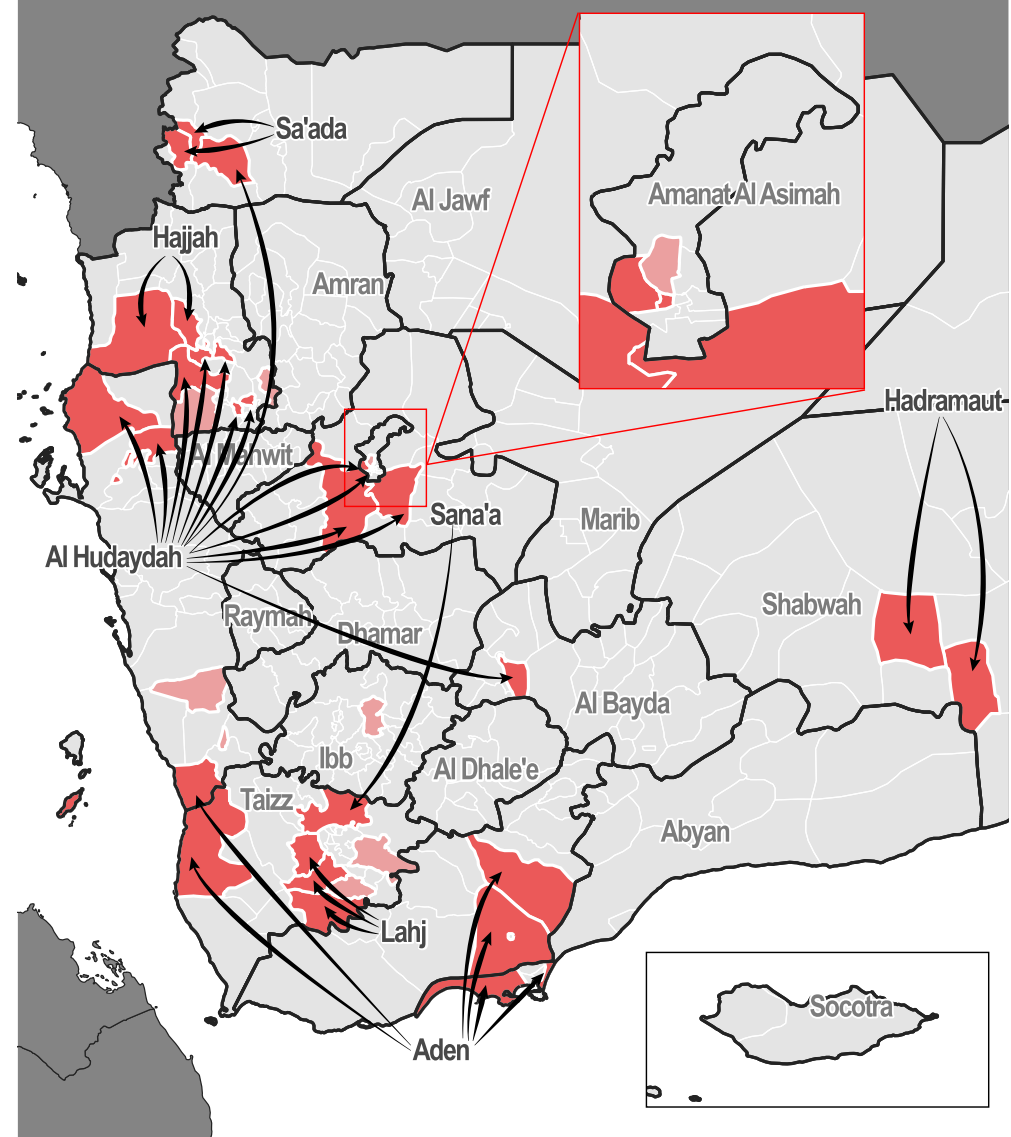 Sa'ada
Al Jawf
Amanat Al Asimah
Hajjah
Amran
Hadramaut
Al Mahwit
Sana'a
Marib
Al Hudaydah
Shabwah
Raymah
Dhamar
Al Bayda
Ibb
Al Dhale'e
Taizz
Abyan
Lahj
Socotra
Aden